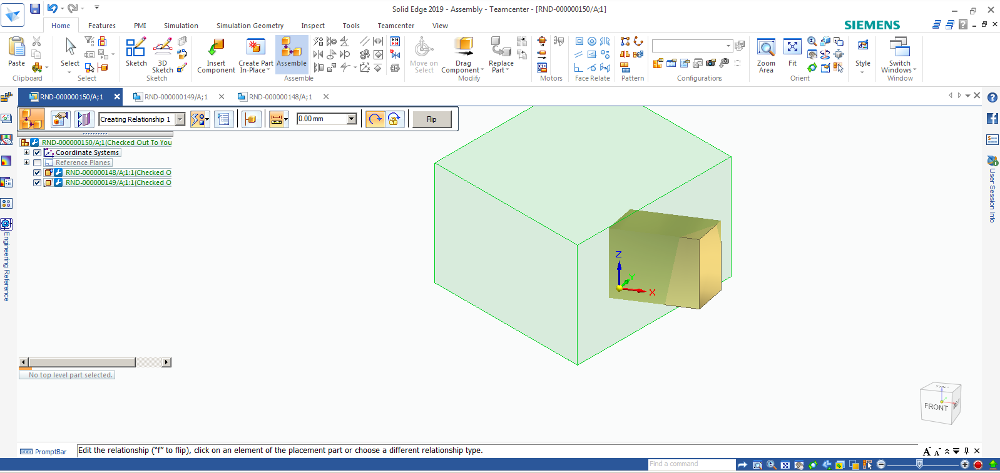 Solid Edge 2019 - Assembly - Teamcenter - [RND-000000150/A;1]
Home Features PMI Simulation Simulation Geometry Inspect Tools Teamcenter View
SIEMENS
Paste
Clipboard
Select
Select
Sketch
3D
Sketch
Sketch
Insert
Component
Create Part
In-Place
Assemble
Assemble
Move on
Select
Drag
Component
Replace
Part
Modify
Motors
Face Relate
Pattern
Configurations
Zoom
Area
Fit
Orient
Style
Switch
Windows
Window
RND-000000150/A;1
RND-000000149/A;1
RND-000000148/A;1
Creating Relationship 1
0.00 mm
Flip
RND-000000150/A;1(Checked Out To You
Coordinate Systems
Reference Planes
RND-000000148/A;1:1(Checked O
RND-000000149/A;1:1(Checked O
No top level part selected.
Engineering Reference
User Session Info
Z
Y
X
FRONT
PromptBar
Edit the relationship ("f" to flip), click on an element of the placement part or choose a different relationship type.
A A
Find a command